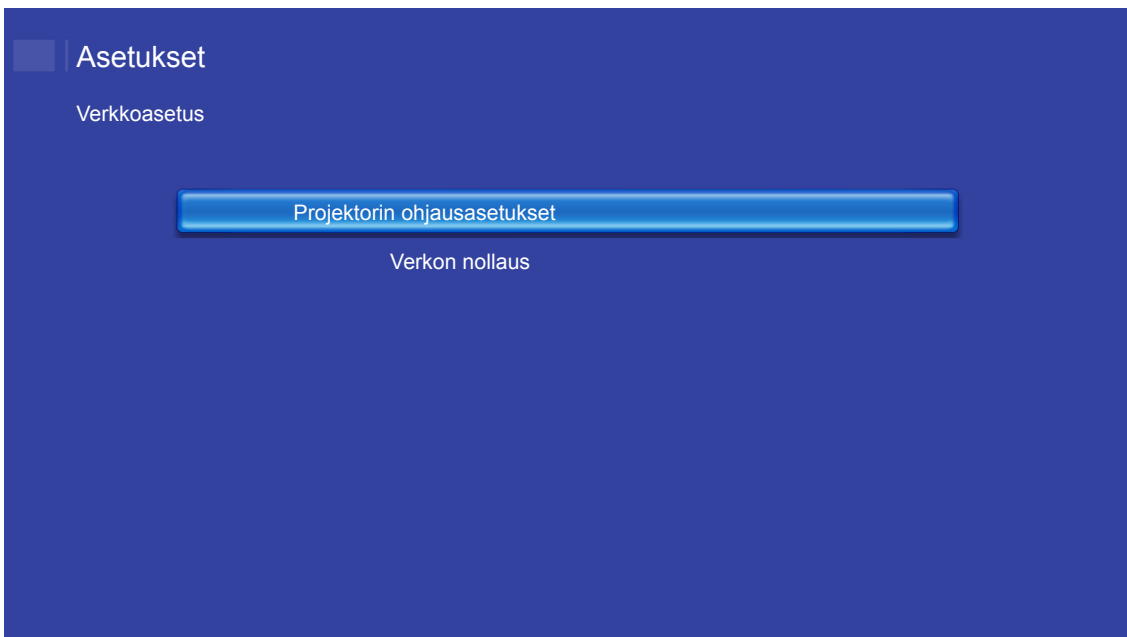 Asetukset
Verkkoasetus
Projektorin ohjausasetukset
Verkon nollaus